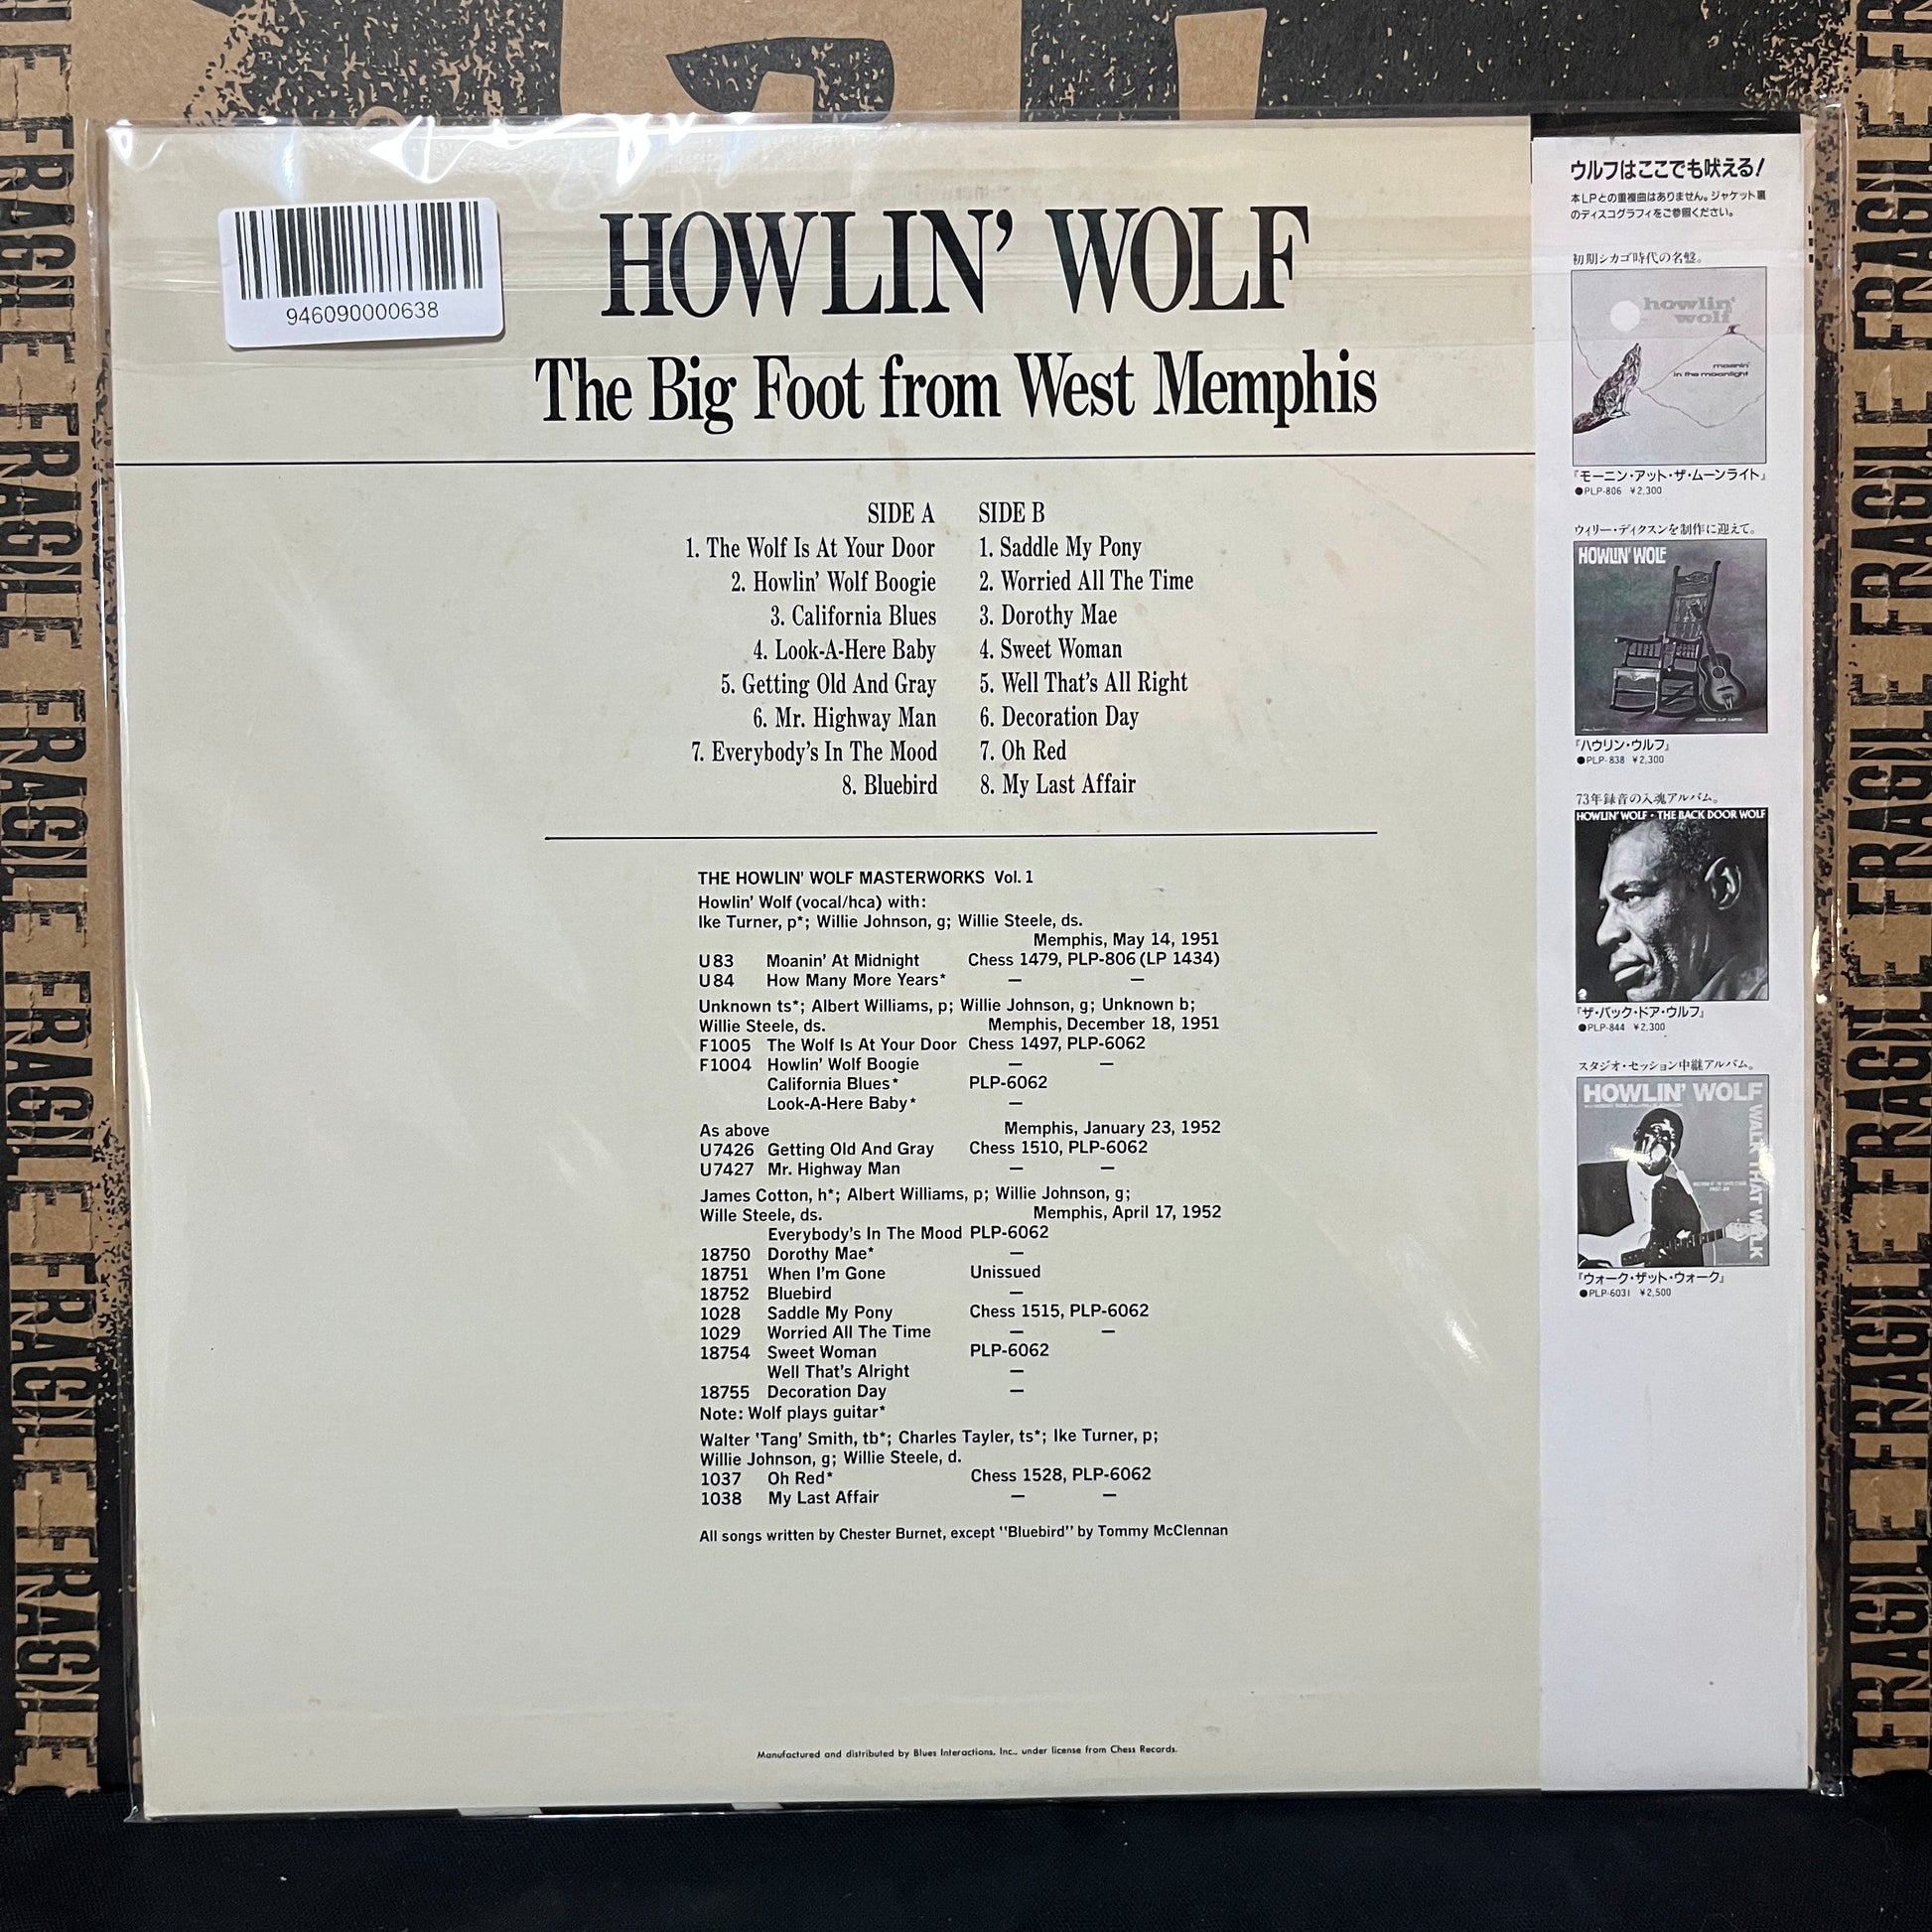 946090000638
HOWLIN' WOLF
The Big Foot from West Memphis
SIDE A
1. The Wolf Is At Your Door
2. Howlin' Wolf Boogie
3. California Blues
4. Look-A-Here Baby
5. Getting Old And Gray
6. Mr. Highway Man
7. Everybody's In The Mood
8. Bluebird
SIDE B
1. Saddle My Pony
2. Worried All The Time
3. Dorothy Mae
4. Sweet Woman
5. Well That's All Right
6. Decoration Day
7. Oh Red
8. My Last Affair
THE HOWLIN' WOLF MASTERWORKS Vol. 1
Howlin' Wolf (vocal/hca) with:
Ike Turner, p*; Willie Johnson, g; Willie Steele, ds.
Memphis, May 14, 1951
U83 Moanin' At Midnight Chess 1479, PLP-806 (LP 1434)
U84 How Many More Years* — —
Unknown ts*; Albert Williams, p; Willie Johnson, g; Unknown b;
Willie Steele, ds. Memphis, December 18, 1951
F1005 The Wolf Is At Your Door Chess 1497, PLP-6062
F1004 Howlin' Wolf Boogie — —
California Blues* PLP-6062
Look-A-Here Baby* —
As above Memphis, January 23, 1952
U7426 Getting Old And Gray Chess 1510, PLP-6062
U7427 Mr. Highway Man — —
James Cotton, h*; Albert Williams, p; Willie Johnson, g;
Wille Steele, ds. Memphis, April 17, 1952
Everybody's In The Mood PLP-6062
18750 Dorothy Mae* —
18751 When I'm Gone Unissued
18752 Bluebird —
1028 Saddle My Pony Chess 1515, PLP-6062
1029 Worried All The Time — —
18754 Sweet Woman PLP-6062
Well That's Alright —
18755 Decoration Day —
Note: Wolf plays guitar*
Walter 'Tang' Smith, tb*; Charles Tayler, ts*; Ike Turner, p;
Willie Johnson, g; Willie Steele, d.
1037 Oh Red* Chess 1528, PLP-6062
1038 My Last Affair — —
All songs written by Chester Burnet, except "Bluebird" by Tommy McClennan
Manufactured and distributed by Blues Interactions, Inc., under license from Chess Records.
ウルフはここでも吠える!
本LPとの重複曲はありません。ジャケット裏
のディスコグラフィをご参照ください。
初期シカゴ時代の名盤。
howlin'
wolf
moanin'
in the moonlight
『モーニン・アット・ザ・ムーンライト』
●PLP-806 ¥2,300
ウィリー・ディクスンを制作に迎えて。
HOWLIN' WOLF
『ハウリン・ウルフ』
●PLP-838 ¥2,300
73年録音の入魂アルバム。
HOWLIN' WOLF • THE BACK DOOR WOLF
『ザ・バック・ドア・ウルフ』
●PLP-844 ¥2,300
スタジオ・セッション中継アルバム。
HOWLIN' WOLF
WALK THAT WALK
『ウォーク・ザット・ウォーク』
●PLP-6031 ¥2,500
FRAGILE FRAGILE FRAGILE FRAGILE FRAGILE FRAGILE FRAGILE
FRAGILE FRAGILE FRAGILE FRAGILE FRAGILE FRAGILE FRAGILE